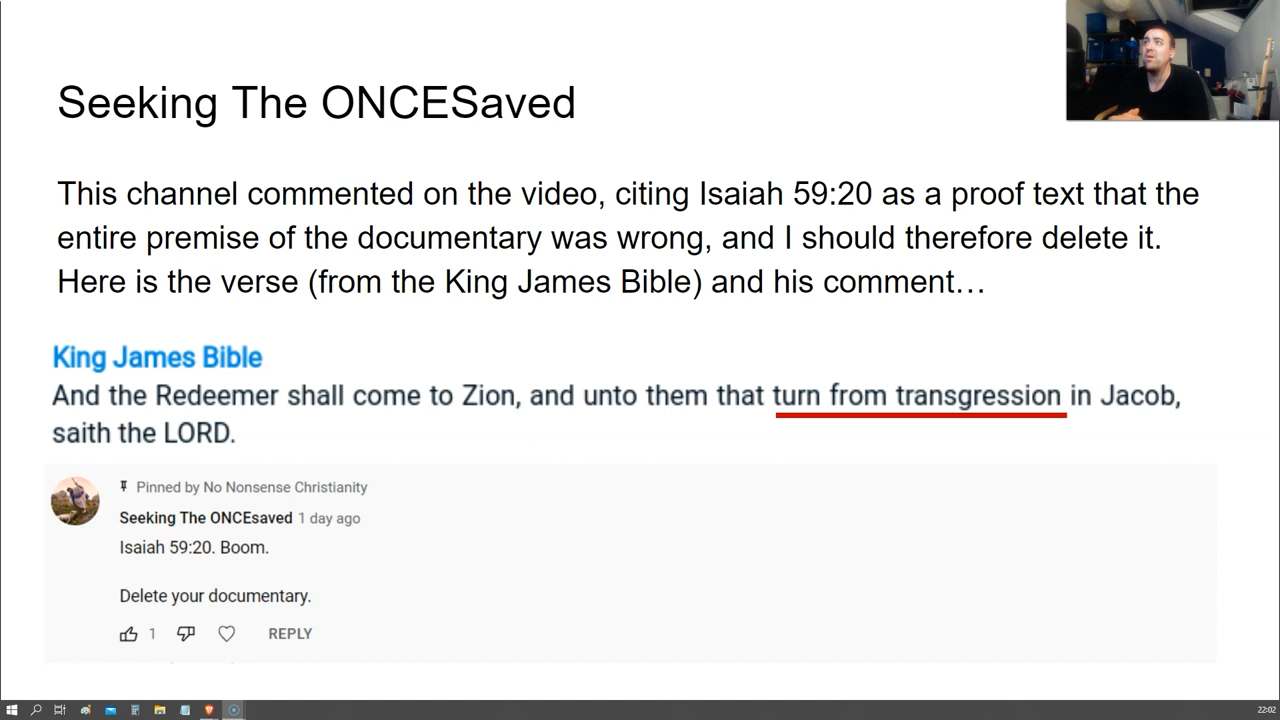 Seeking The ONCESaved
This channel commented on the video, citing Isaiah 59:20 as a proof text that the
entire premise of the documentary was wrong, and I should therefore delete it.
Here is the verse (from the King James Bible) and his comment…
King James Bible
And the Redeemer shall come to Zion, and unto them that turn from transgression in Jacob,
saith the LORD.
Pinned by No Nonsense Christianity
Seeking The ONCEsaved 1 day ago
Isaiah 59:20. Boom.
Delete your documentary.
1 REPLY
22:02